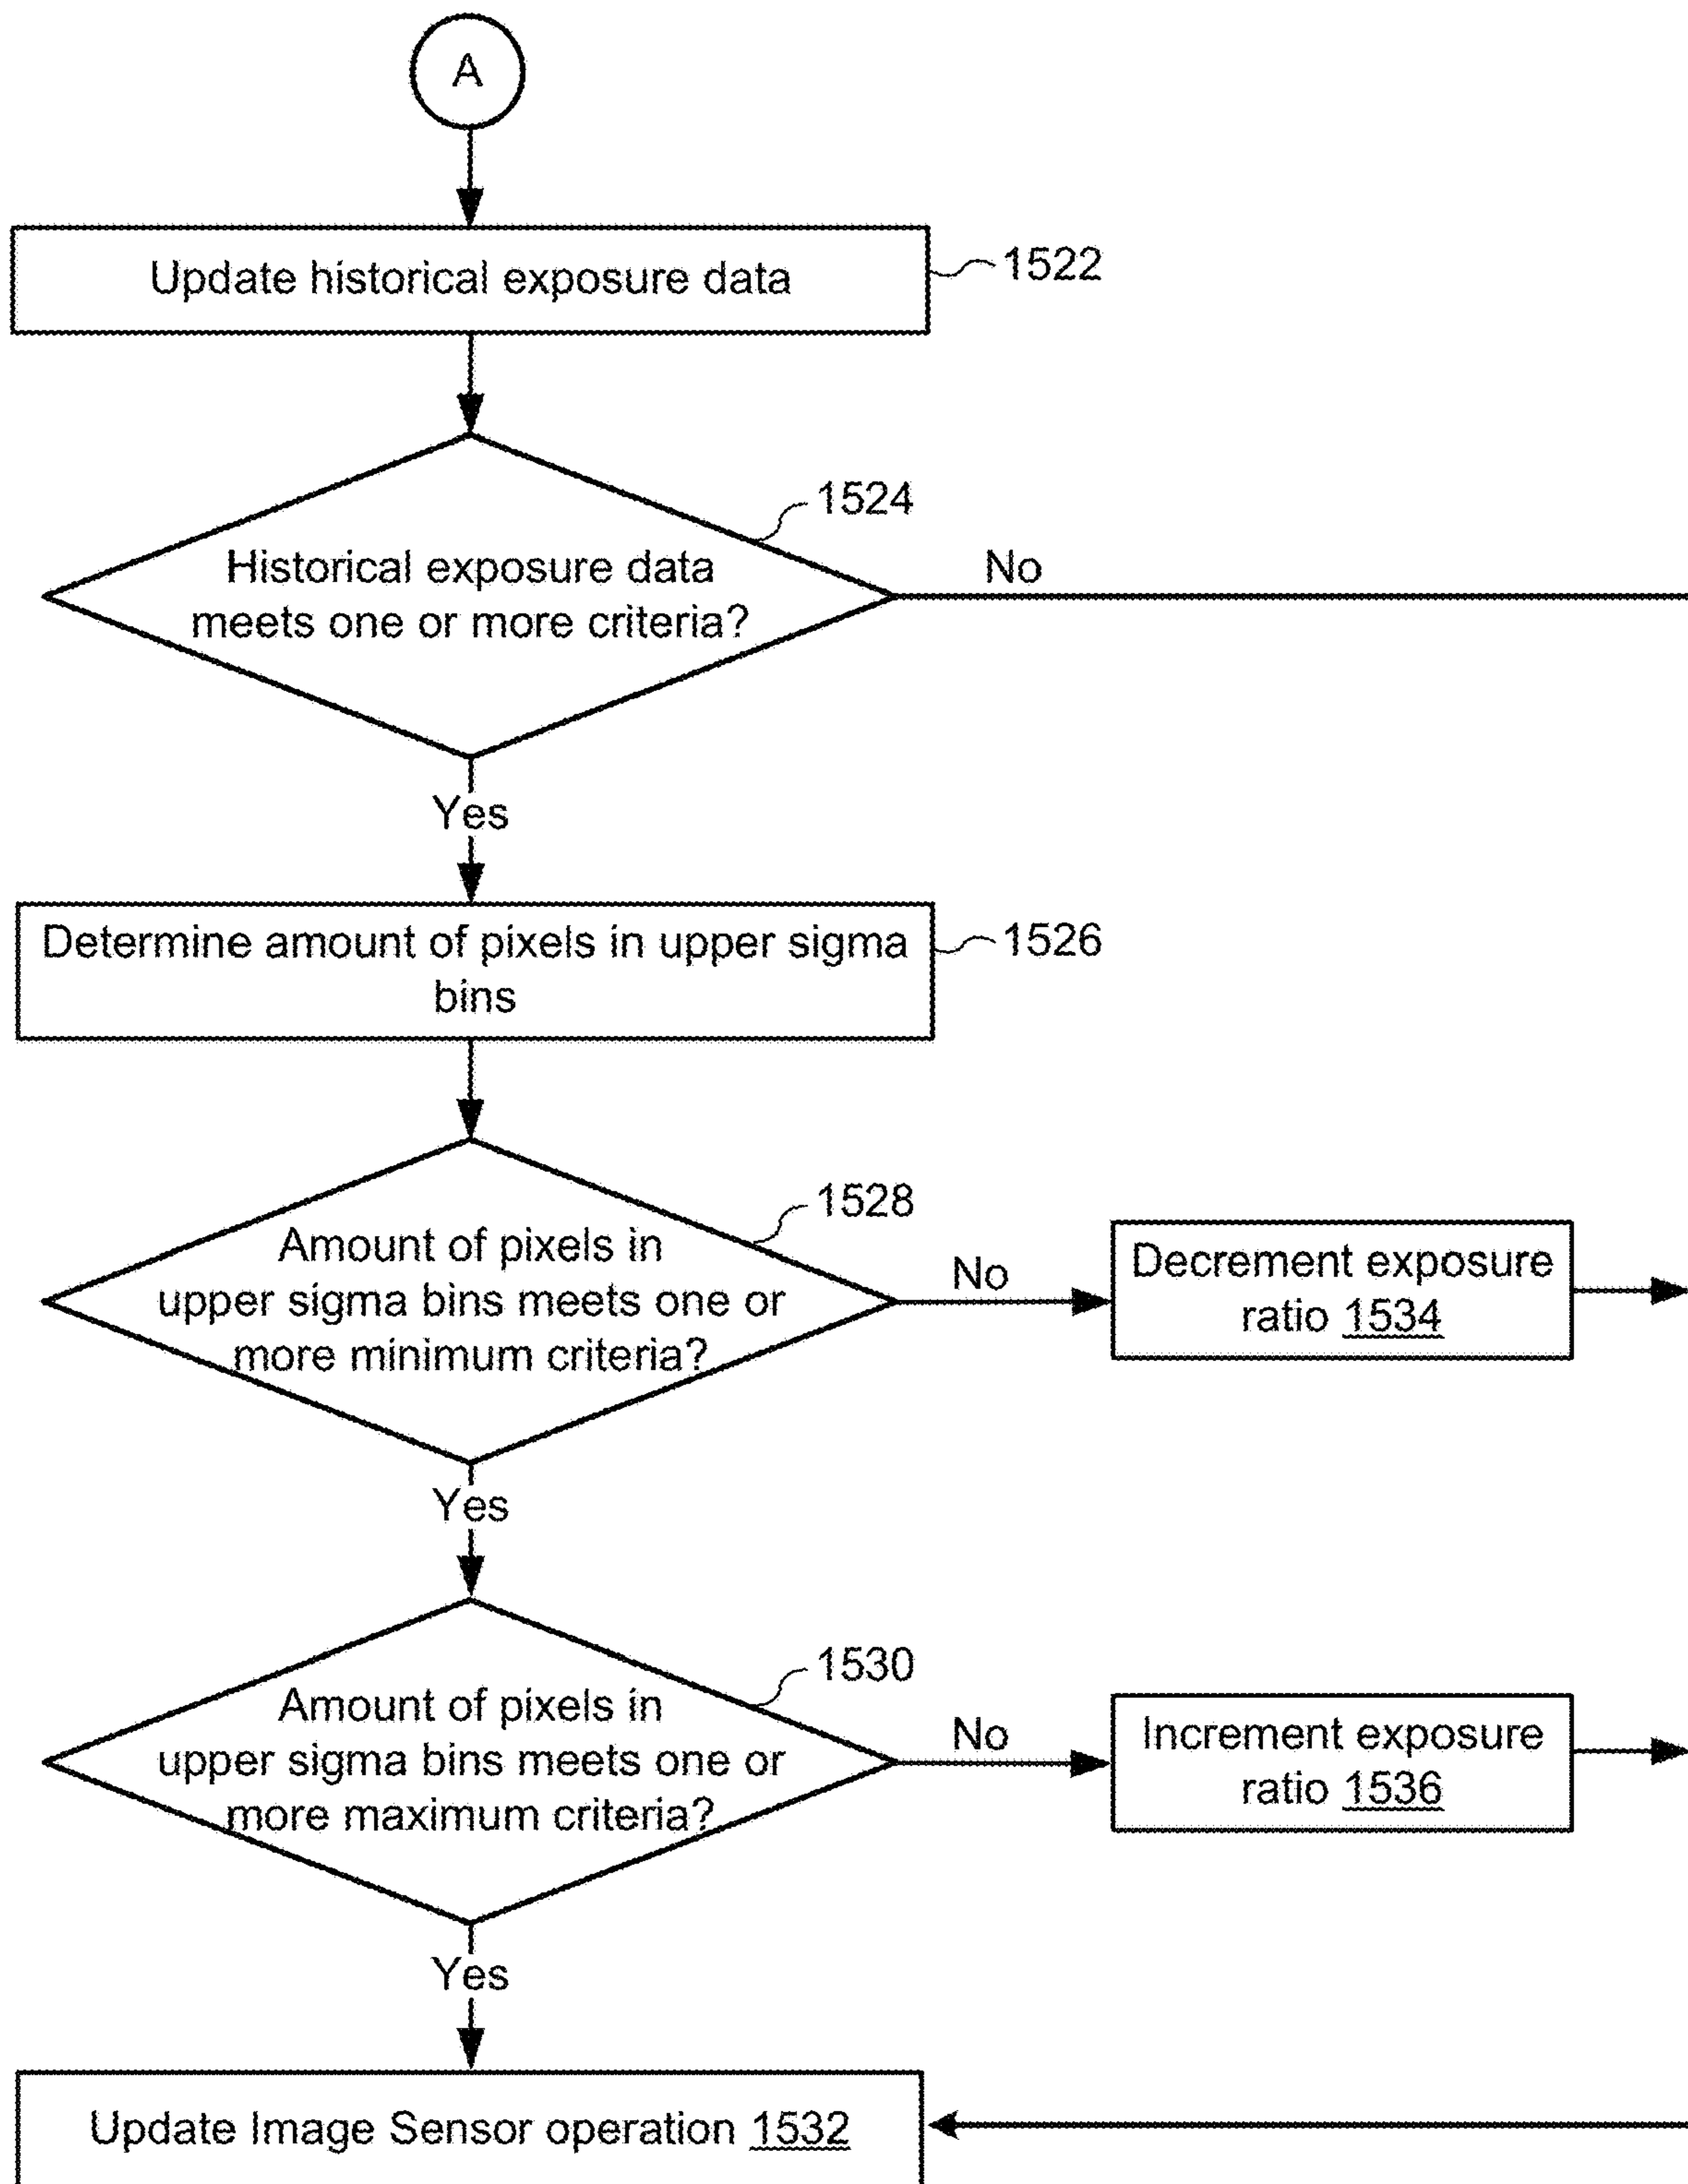 A
Update historical exposure data
1522
1524
Historical exposure data
meets one or more criteria?
No
Yes
Determine amount of pixels in upper sigma
bins
1526
1528
Amount of pixels in
upper sigma bins meets one or
more minimum criteria?
No
Decrement exposure
ratio 1534
Yes
1530
Amount of pixels in
upper sigma bins meets one or
more maximum criteria?
No
Increment exposure
ratio 1536
Yes
Update Image Sensor operation 1532